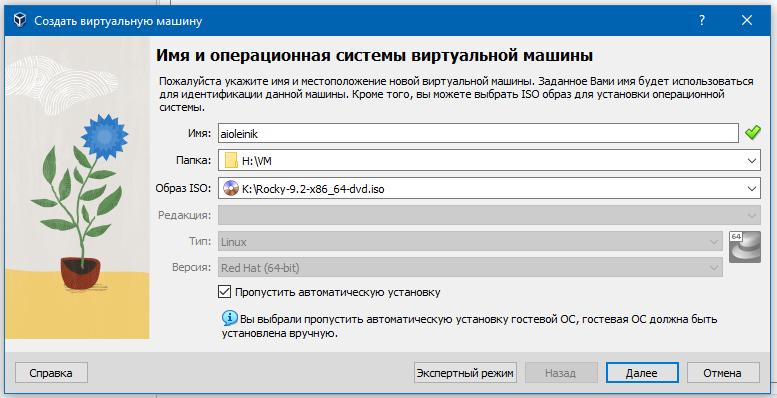 Создать виртуальную машину
Имя и операционная системы виртуальной машины
Пожалуйста укажите имя и местоположение новой виртуальной машины. Заданное Вами имя будет использоваться
для идентификации данной машины. Кроме того, вы можете выбрать ISO образ для установки операционной
системы.
Имя: aioleinik
Папка: H:\VM
Образ ISO: K:\Rocky-9.2-x86_64-dvd.iso
Редакция:
Тип: Linux
64
Версия: Red Hat (64-bit)
Пропустить автоматическую установку
Вы выбрали пропустить автоматическую установку гостевой ОС, гостевая ОС должна быть
установлена вручную.
Справка Экспертный режим Назад Далее Отмена